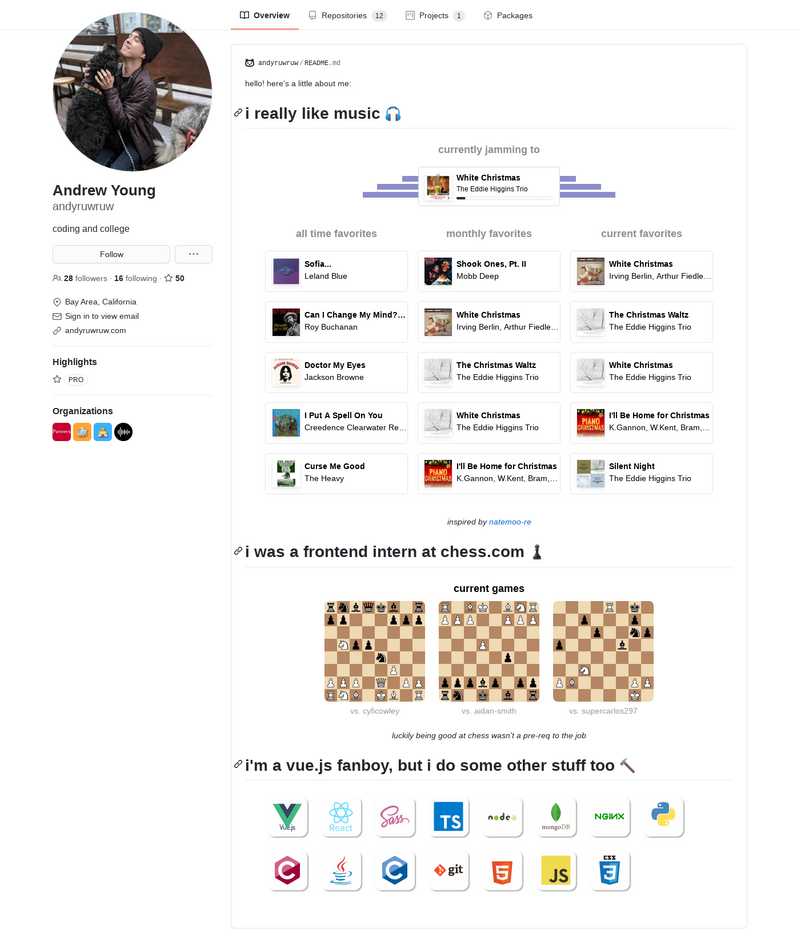 Overview
Repositories 12
Projects 1
Packages
Andrew Young
andyruwruw
coding and college
Follow
...
28 followers · 16 following · 50
Bay Area, California
Sign in to view email
andyruwruw.com
Highlights
PRO
Organizations
andyruwruw / README.md
hello! here's a little about me:
i really like music 🎧
currently jamming to
White Christmas
The Eddie Higgins Trio
all time favorites
Sofia...
Leland Blue
Can I Change My Mind?...
Roy Buchanan
Doctor My Eyes
Jackson Browne
I Put A Spell On You
Creedence Clearwater Re...
Curse Me Good
The Heavy
monthly favorites
Shook Ones, Pt. II
Mobb Deep
White Christmas
Irving Berlin, Arthur Fiedle...
The Christmas Waltz
The Eddie Higgins Trio
White Christmas
The Eddie Higgins Trio
I'll Be Home for Christmas
K.Gannon, W.Kent, Bram,...
current favorites
White Christmas
Irving Berlin, Arthur Fiedle...
The Christmas Waltz
The Eddie Higgins Trio
White Christmas
The Eddie Higgins Trio
I'll Be Home for Christmas
K.Gannon, W.Kent, Bram,...
Silent Night
The Eddie Higgins Trio
inspired by natemoo-re
i was a frontend intern at chess.com ♟
current games
vs. cyficowley
vs. aidan-smith
vs. supercarlos297
luckily being good at chess wasn't a pre-req to the job
i'm a vue.js fanboy, but i do some other stuff too 🔨
Vue.js
React
Sass
TS
node
mongoDB
NGINX
C
Java
C
git
5
JS
CSS
3